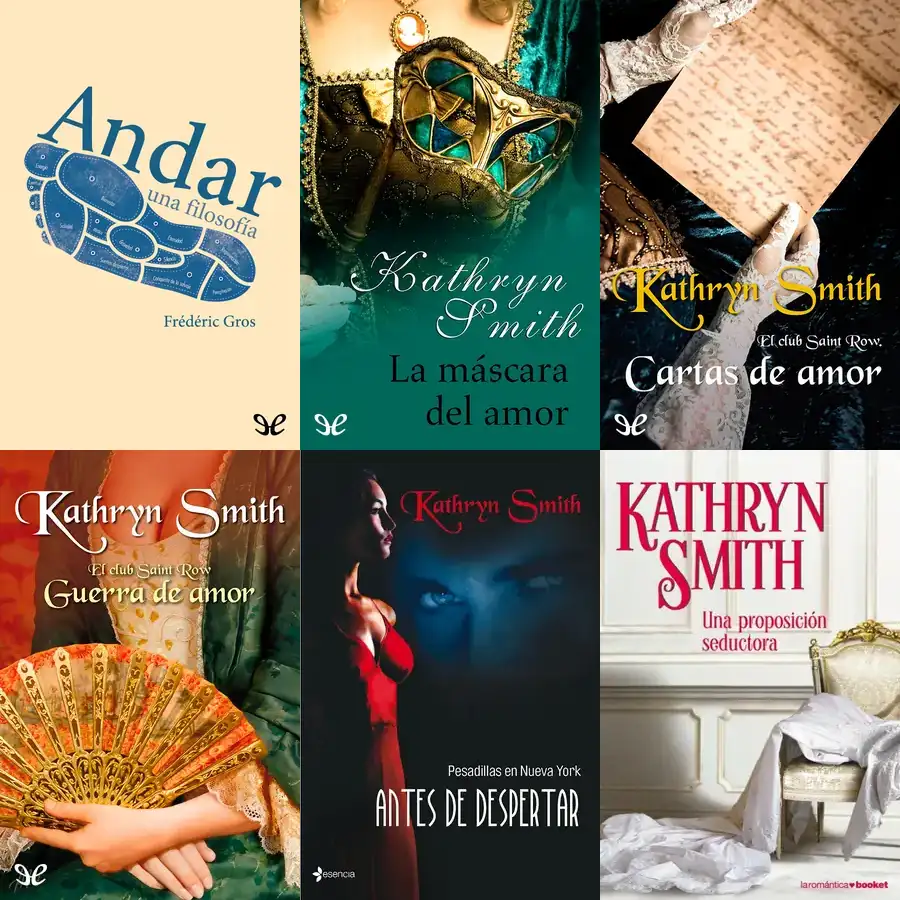 Andar
una filosofía
Frédéric Gros
Kathryn
Smith
La máscara
del amor
Kathryn Smith
El club Saint Row.
Cartas de amor
Kathryn Smith
El club Saint Row
Guerra de amor
Kathryn Smith
Pesadillas en Nueva York
ANTES DE DESPERTAR
esencia
KATHRYN
SMITH
Una proposición
seductora
laromántica♥booket